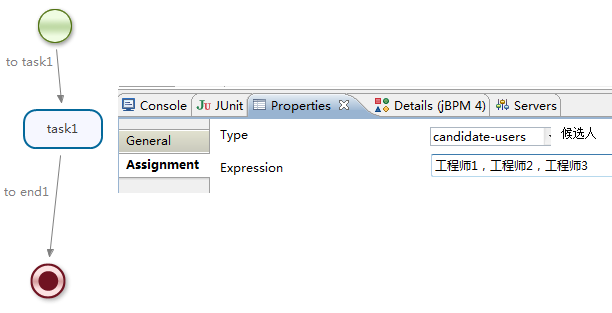 to task1
task1
to end1
Console JUnit Properties Details (jBPM 4) Servers
General
Assignment
Type candidate-users 候选人
Expression 工程师1，工程师2，工程师3